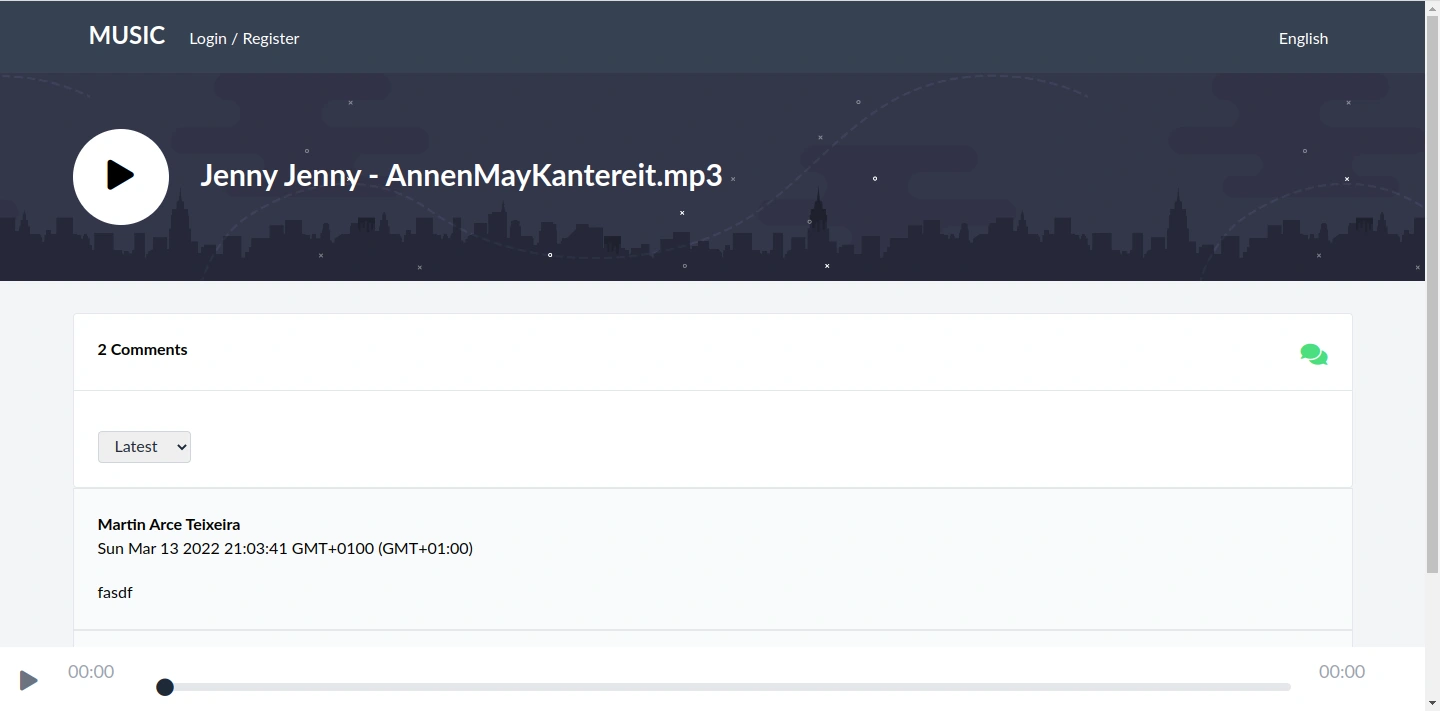 MUSIC Login / Register English
Jenny Jenny - AnnenMayKantereit.mp3
2 Comments
Latest
Martin Arce Teixeira
Sun Mar 13 2022 21:03:41 GMT+0100 (GMT+01:00)
fasdf
00:00 00:00